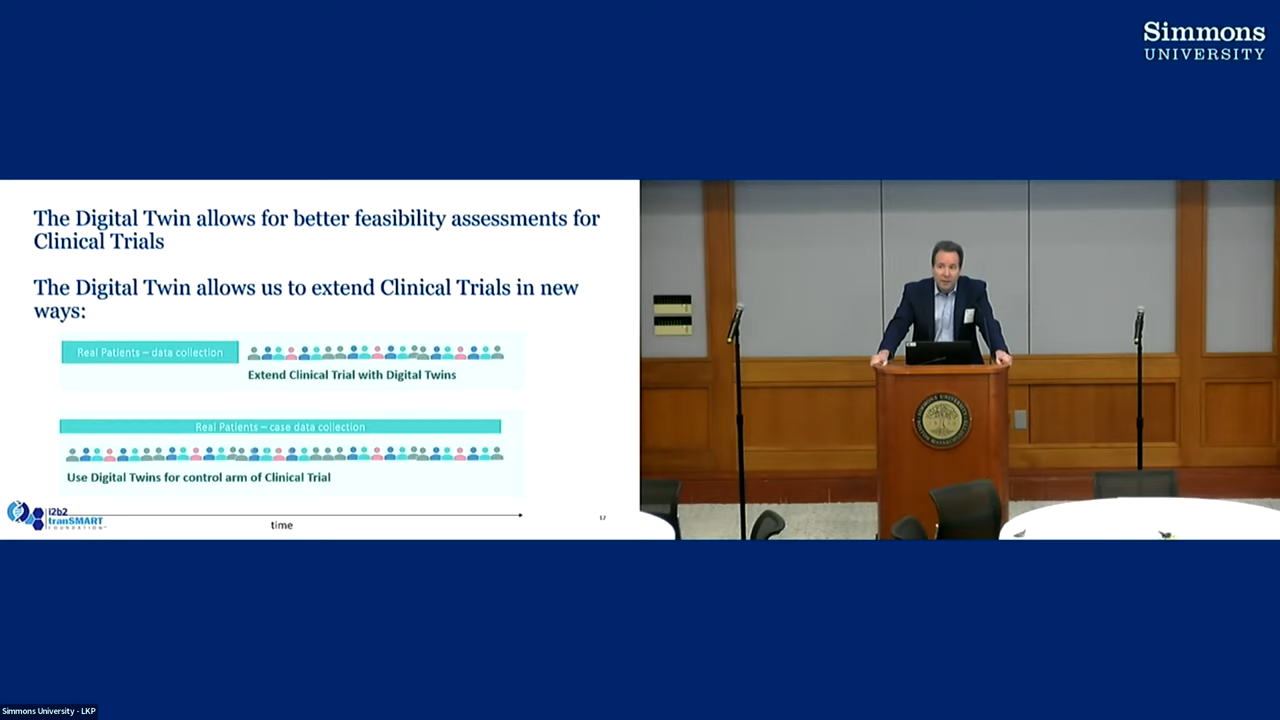 Simmons
UNIVERSITY
The Digital Twin allows for better feasibility assessments for
Clinical Trials
The Digital Twin allows us to extend Clinical Trials in new
ways:
Real Patients – data collection
Extend Clinical Trial with Digital Twins
Real Patients – case data collection
Use Digital Twins for control arm of Clinical Trial
i2b2
tranSMART
FOUNDATION
time
17
Simmons University - LKP